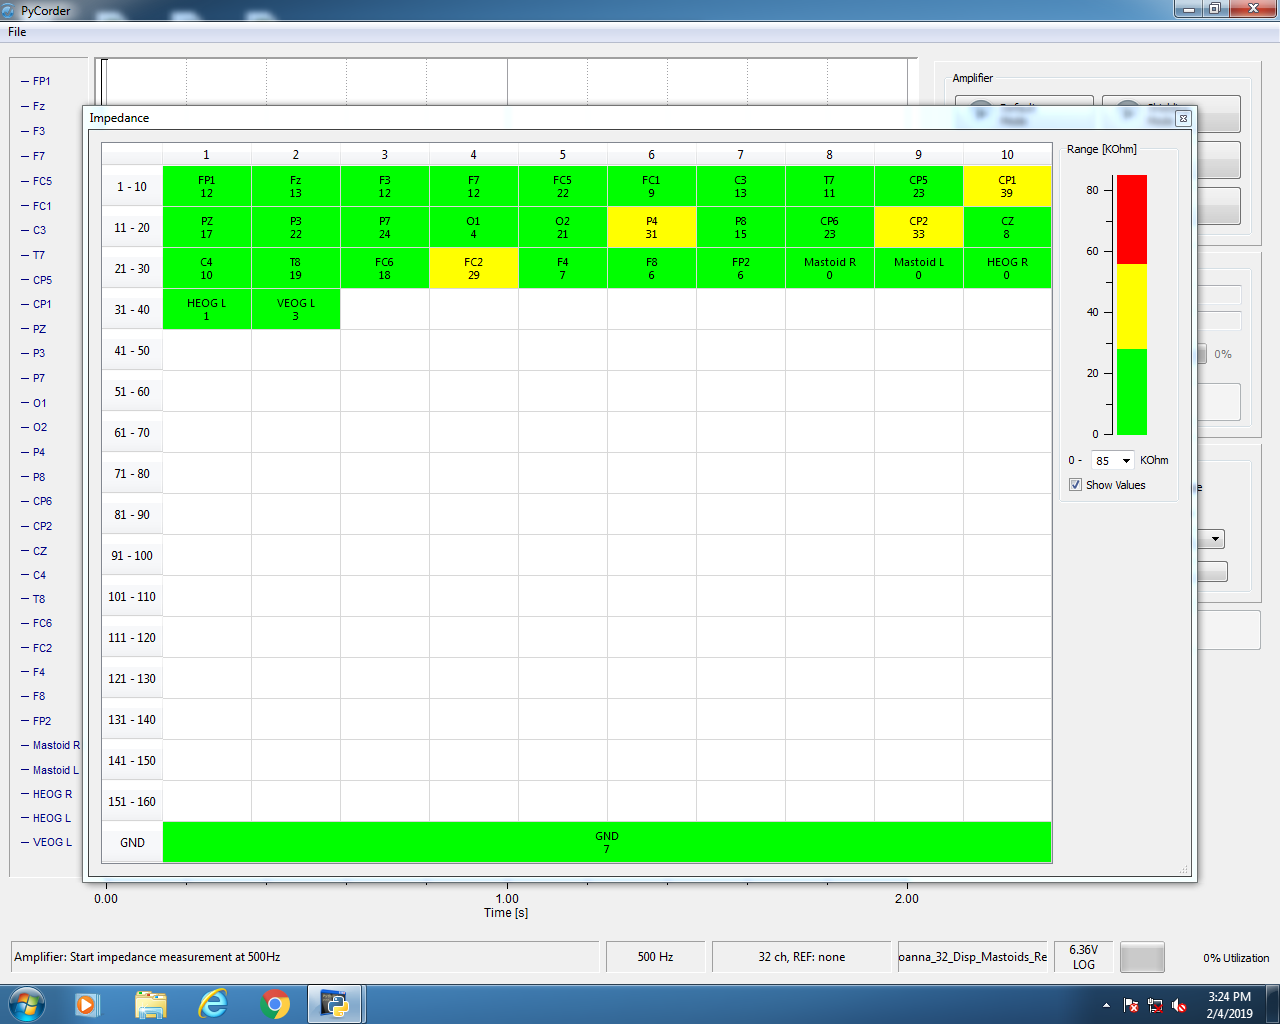 PyCorder
File
FP1
Fz
F3
F7
FC5
FC1
C3
T7
CP5
CP1
PZ
P3
P7
O1
O2
P4
P8
CP6
CP2
CZ
C4
T8
FC6
FC2
F4
F8
FP2
Mastoid R
Mastoid L
HEOG R
HEOG L
VEOG L
Amplifier
Impedance
1 2 3 4 5 6 7 8 9 10
1 - 10
FP1 Fz F3 F7 FC5 FC1 C3 T7 CP5 CP1
12 13 12 12 22 9 13 11 23 39
11 - 20
PZ P3 P7 O1 O2 P4 P8 CP6 CP2 CZ
17 22 24 4 21 31 15 23 33 8
21 - 30
C4 T8 FC6 FC2 F4 F8 FP2 Mastoid R Mastoid L HEOG R
10 19 18 29 7 6 6 0 0 0
31 - 40
HEOG L VEOG L
1 3
41 - 50
51 - 60
61 - 70
71 - 80
81 - 90
91 - 100
101 - 110
111 - 120
121 - 130
131 - 140
141 - 150
151 - 160
GND
GND
7
Range [KOhm]
80
60
40
20
0
0 - 85 KOhm
Show Values
0%
0.00 1.00 2.00
Time [s]
Amplifier: Start impedance measurement at 500Hz
500 Hz
32 ch, REF: none
oanna_32_Disp_Mastoids_Re
6.36V
LOG
0% Utilization
3:24 PM
2/4/2019